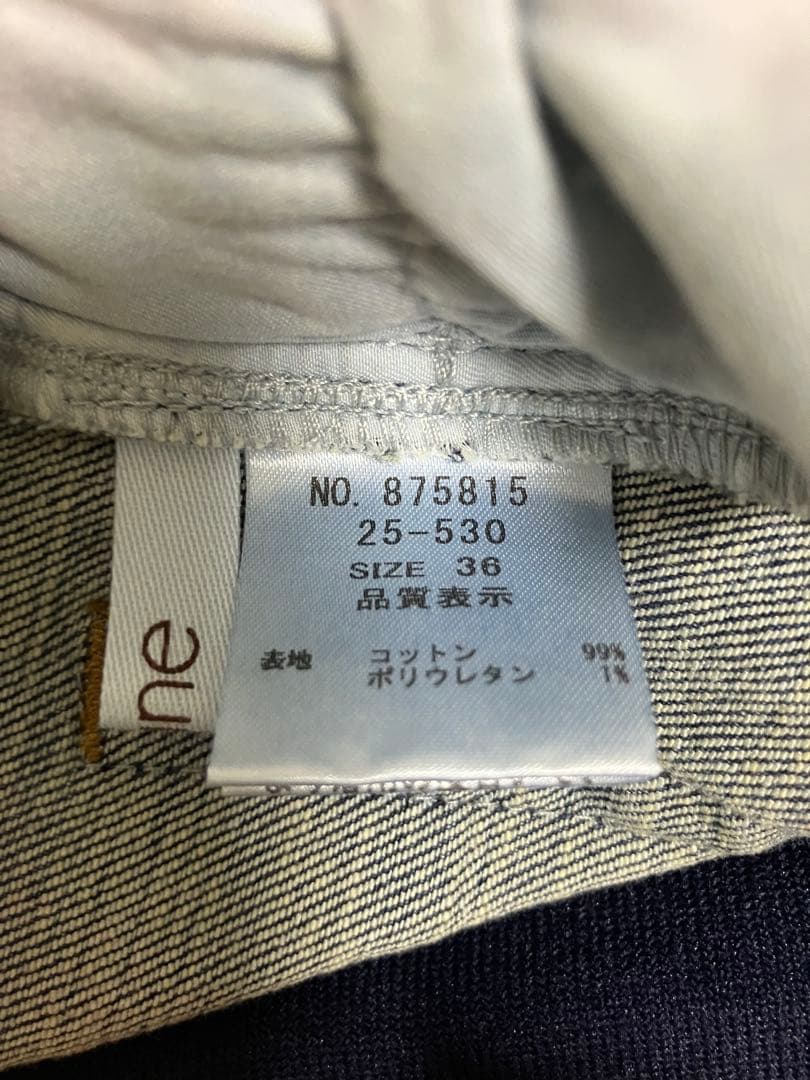 NO. 875815
25-530
SIZE 36
品質表示
表地 コットン 99%
ポリウレタン 1%
ne